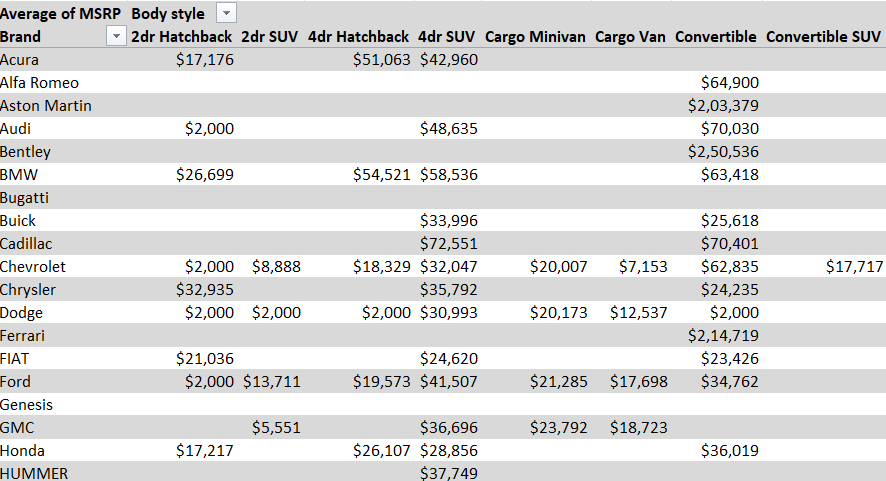 Average of MSRP Body style
Brand 2dr Hatchback 2dr SUV 4dr Hatchback 4dr SUV Cargo Minivan Cargo Van Convertible Convertible SUV
Acura $17,176 $51,063 $42,960
Alfa Romeo $64,900
Aston Martin $2,03,379
Audi $2,000 $48,635 $70,030
Bentley $2,50,536
BMW $26,699 $54,521 $58,536 $63,418
Bugatti
Buick $33,996 $25,618
Cadillac $72,551 $70,401
Chevrolet $2,000 $8,888 $18,329 $32,047 $20,007 $7,153 $62,835 $17,717
Chrysler $32,935 $35,792 $24,235
Dodge $2,000 $2,000 $2,000 $30,993 $20,173 $12,537 $2,000
Ferrari $2,14,719
FIAT $21,036 $24,620 $23,426
Ford $2,000 $13,711 $19,573 $41,507 $21,285 $17,698 $34,762
Genesis
GMC $5,551 $36,696 $23,792 $18,723
Honda $17,217 $26,107 $28,856 $36,019
HUMMER $37,749